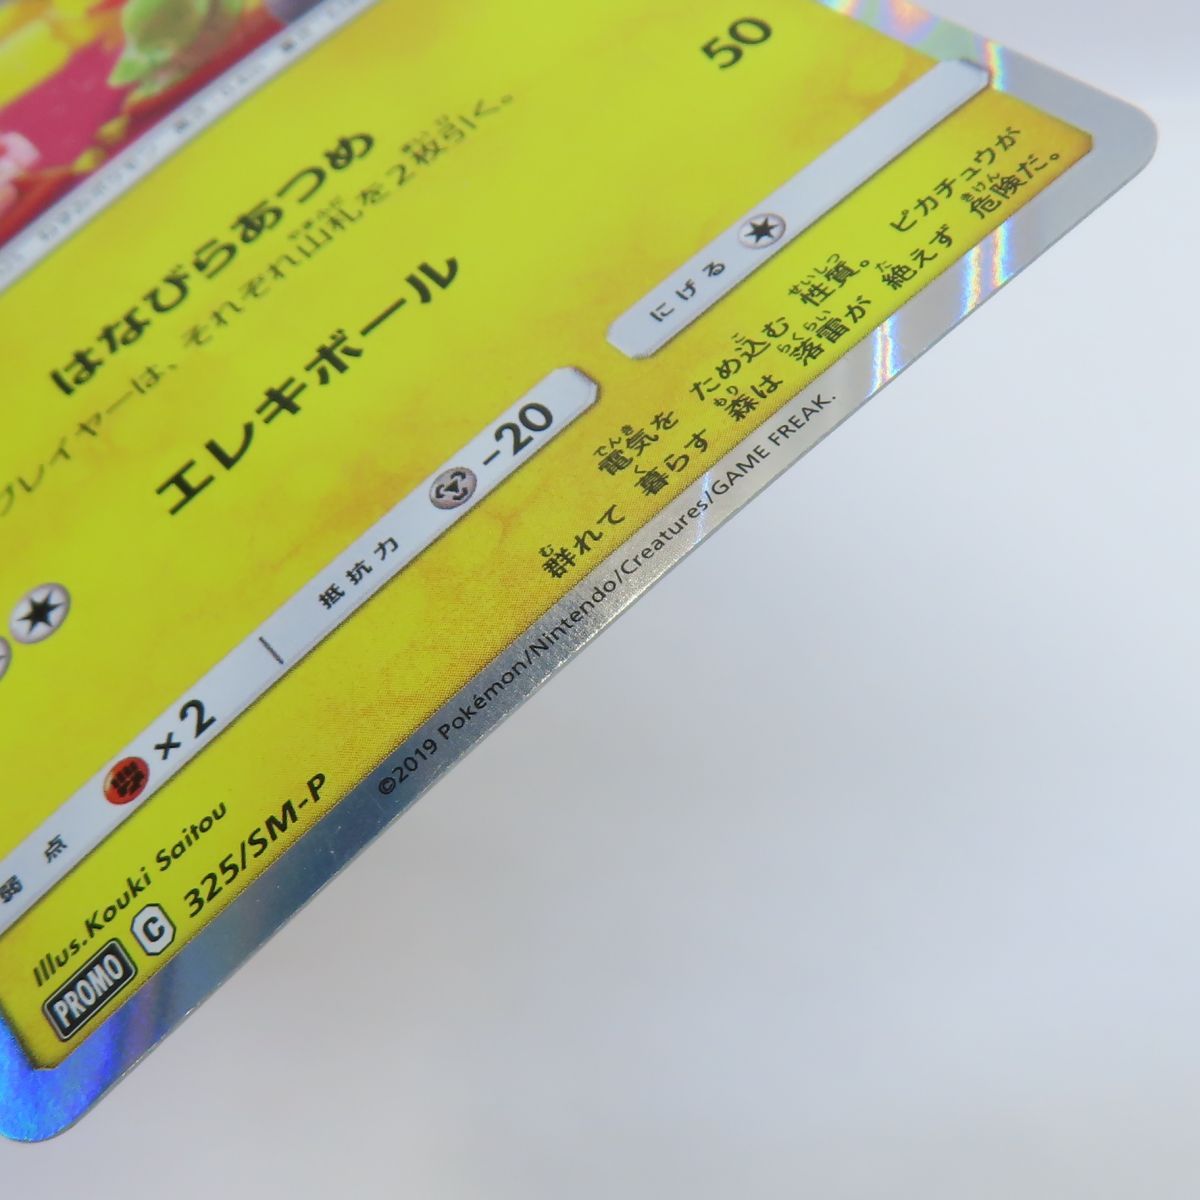 はなびらあつめ
プレイヤーは、それぞれ山札を2枚引く。
エレキボール
50
弱点
×2
抵抗力
-20
にげる
Illus.Kouki Saitou
PROMO C 325/SM-P
電気を ため込む 性質。 ピカチュウが
群れて 暮らす 森は 落雷が 絶えず 危険だ。
©2019 Pokémon/Nintendo/Creatures/GAME FREAK.